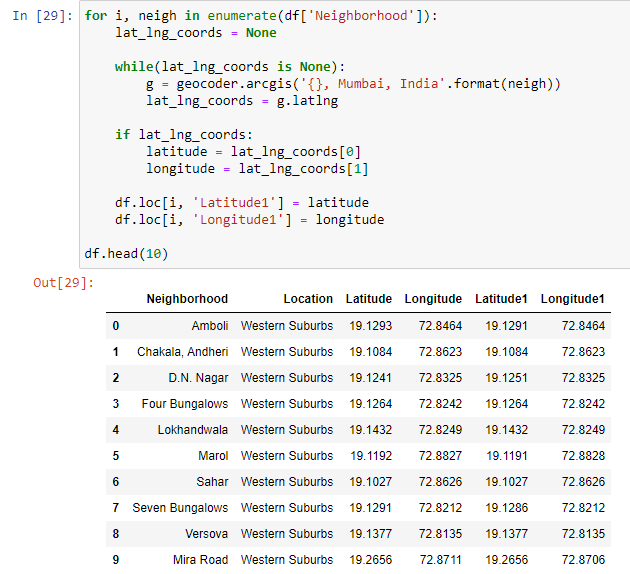 In [29]: for i, neigh in enumerate(df['Neighborhood']):
    lat_lng_coords = None

    while(lat_lng_coords is None):
        g = geocoder.arcgis('{}, Mumbai, India'.format(neigh))
        lat_lng_coords = g.latlng

    if lat_lng_coords:
        latitude = lat_lng_coords[0]
        longitude = lat_lng_coords[1]

    df.loc[i, 'Latitude1'] = latitude
    df.loc[i, 'Longitude1'] = longitude

df.head(10)
Out[29]:
Neighborhood Location Latitude Longitude Latitude1 Longitude1
0 Amboli Western Suburbs 19.1293 72.8464 19.1291 72.8464
1 Chakala, Andheri Western Suburbs 19.1084 72.8623 19.1084 72.8623
2 D.N. Nagar Western Suburbs 19.1241 72.8325 19.1251 72.8325
3 Four Bungalows Western Suburbs 19.1264 72.8242 19.1264 72.8242
4 Lokhandwala Western Suburbs 19.1432 72.8249 19.1432 72.8249
5 Marol Western Suburbs 19.1192 72.8827 19.1191 72.8828
6 Sahar Western Suburbs 19.1027 72.8626 19.1027 72.8626
7 Seven Bungalows Western Suburbs 19.1291 72.8212 19.1286 72.8212
8 Versova Western Suburbs 19.1377 72.8135 19.1377 72.8135
9 Mira Road Western Suburbs 19.2656 72.8711 19.2656 72.8706